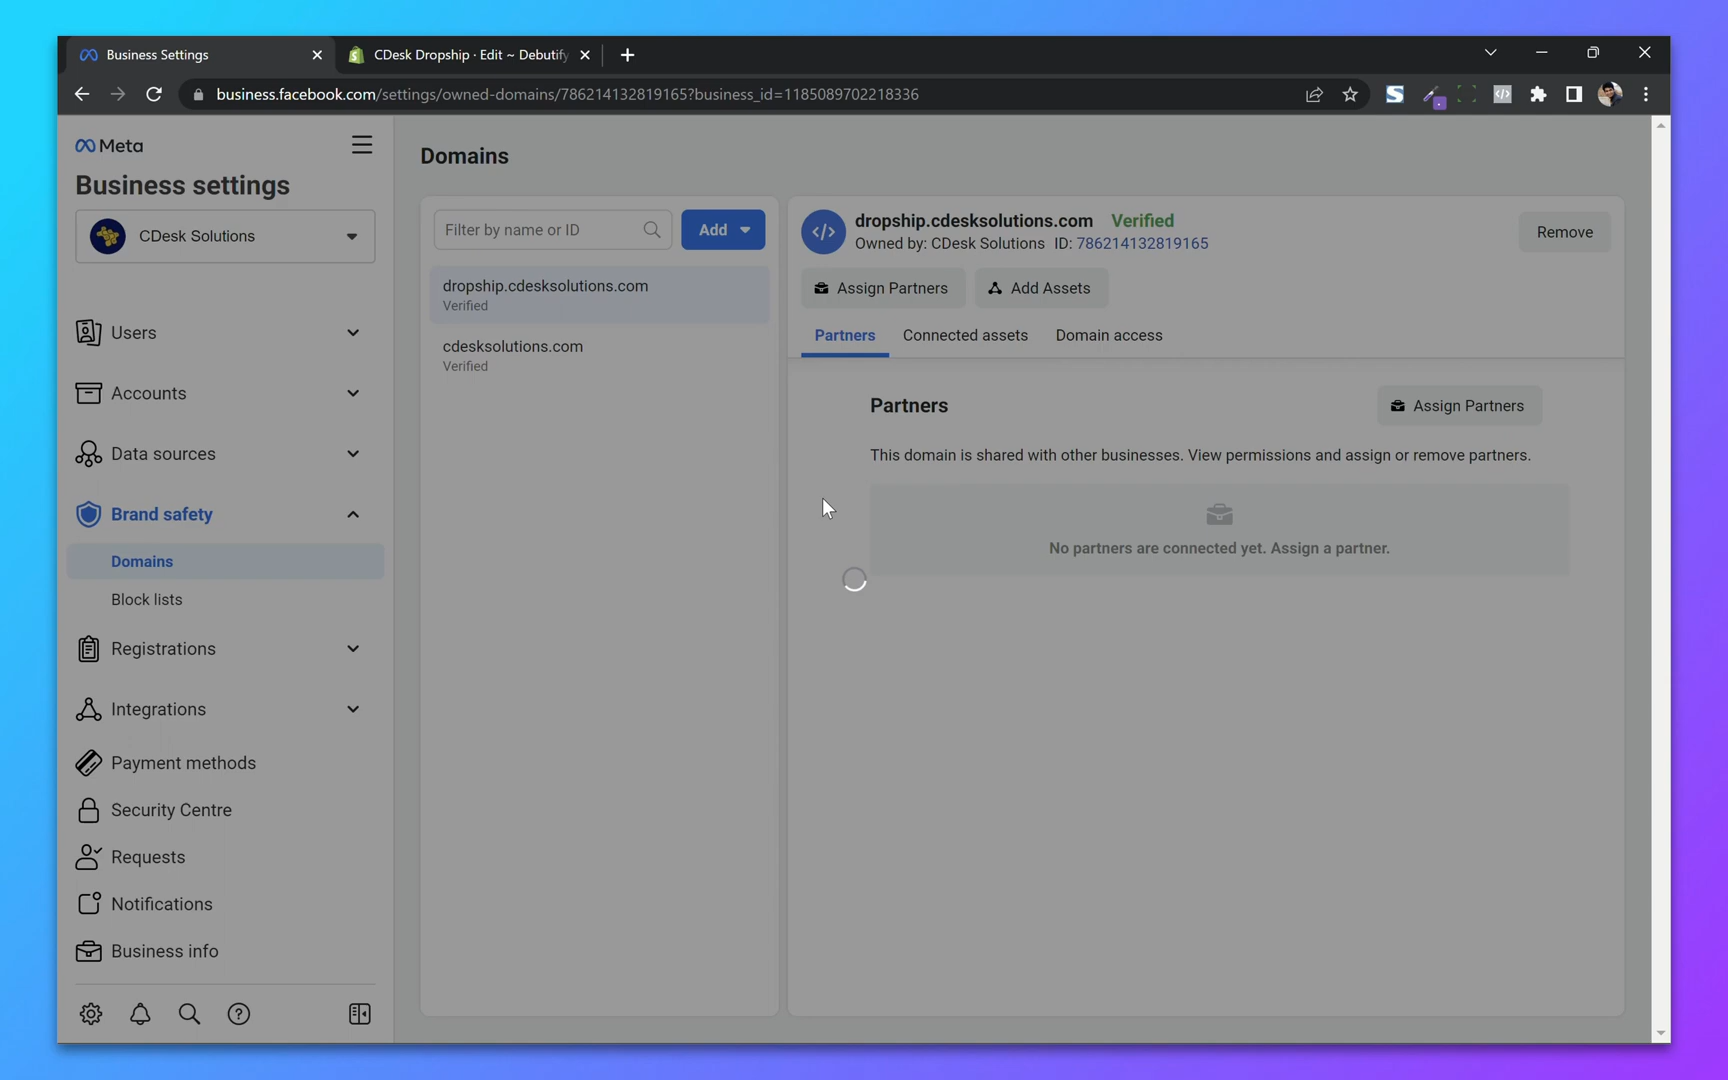 Business Settings
CDesk Dropship · Edit ~ Debutify
business.facebook.com/settings/owned-domains/786214132819165?business_id=1185089702218336
Meta
Business settings
CDesk Solutions
Users
Accounts
Data sources
Brand safety
Domains
Block lists
Registrations
Integrations
Payment methods
Security Centre
Requests
Notifications
Business info
Domains
Filter by name or ID
Add
dropship.cdesksolutions.com
Verified
cdesksolutions.com
Verified
dropship.cdesksolutions.com Verified
Owned by: CDesk Solutions ID: 786214132819165
Remove
Assign Partners
Add Assets
Partners
Connected assets
Domain access
Partners
Assign Partners
This domain is shared with other businesses. View permissions and assign or remove partners.
No partners are connected yet. Assign a partner.